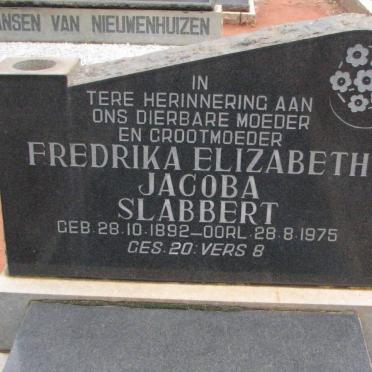 ANSEN VAN NIEUWENHUIZEN
IN
TERE HERINNERING AAN
ONS DIERBARE MOEDER
EN GROOTMOEDER
FREDRIKA ELIZABETH
JACOBA
SLABBERT
GEB. 28.10.1892 — OORL. 28.8.1975
GES. 20: VERS 8